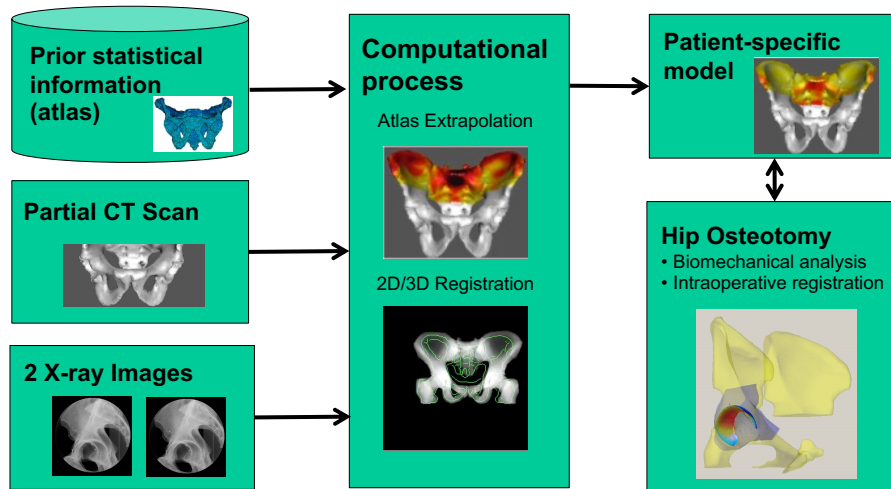 Prior statistical
information
(atlas)
Partial CT Scan
2 X-ray Images
Computational
process
Atlas Extrapolation
2D/3D Registration
Patient-specific
model
Hip Osteotomy
• Biomechanical analysis
• Intraoperative registration